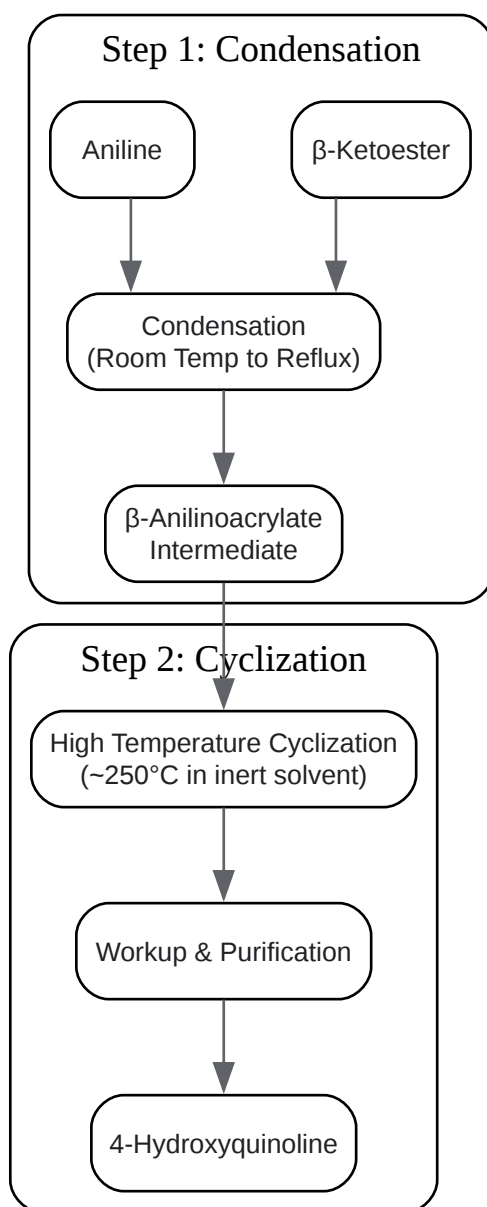 Step 1: Condensation
Aniline
β-Ketoester
Condensation
(Room Temp to Reflux)
β-Anilinoacrylate
Intermediate
Step 2: Cyclization
High Temperature Cyclization
(~250°C in inert solvent)
Workup & Purification
4-Hydroxyquinoline